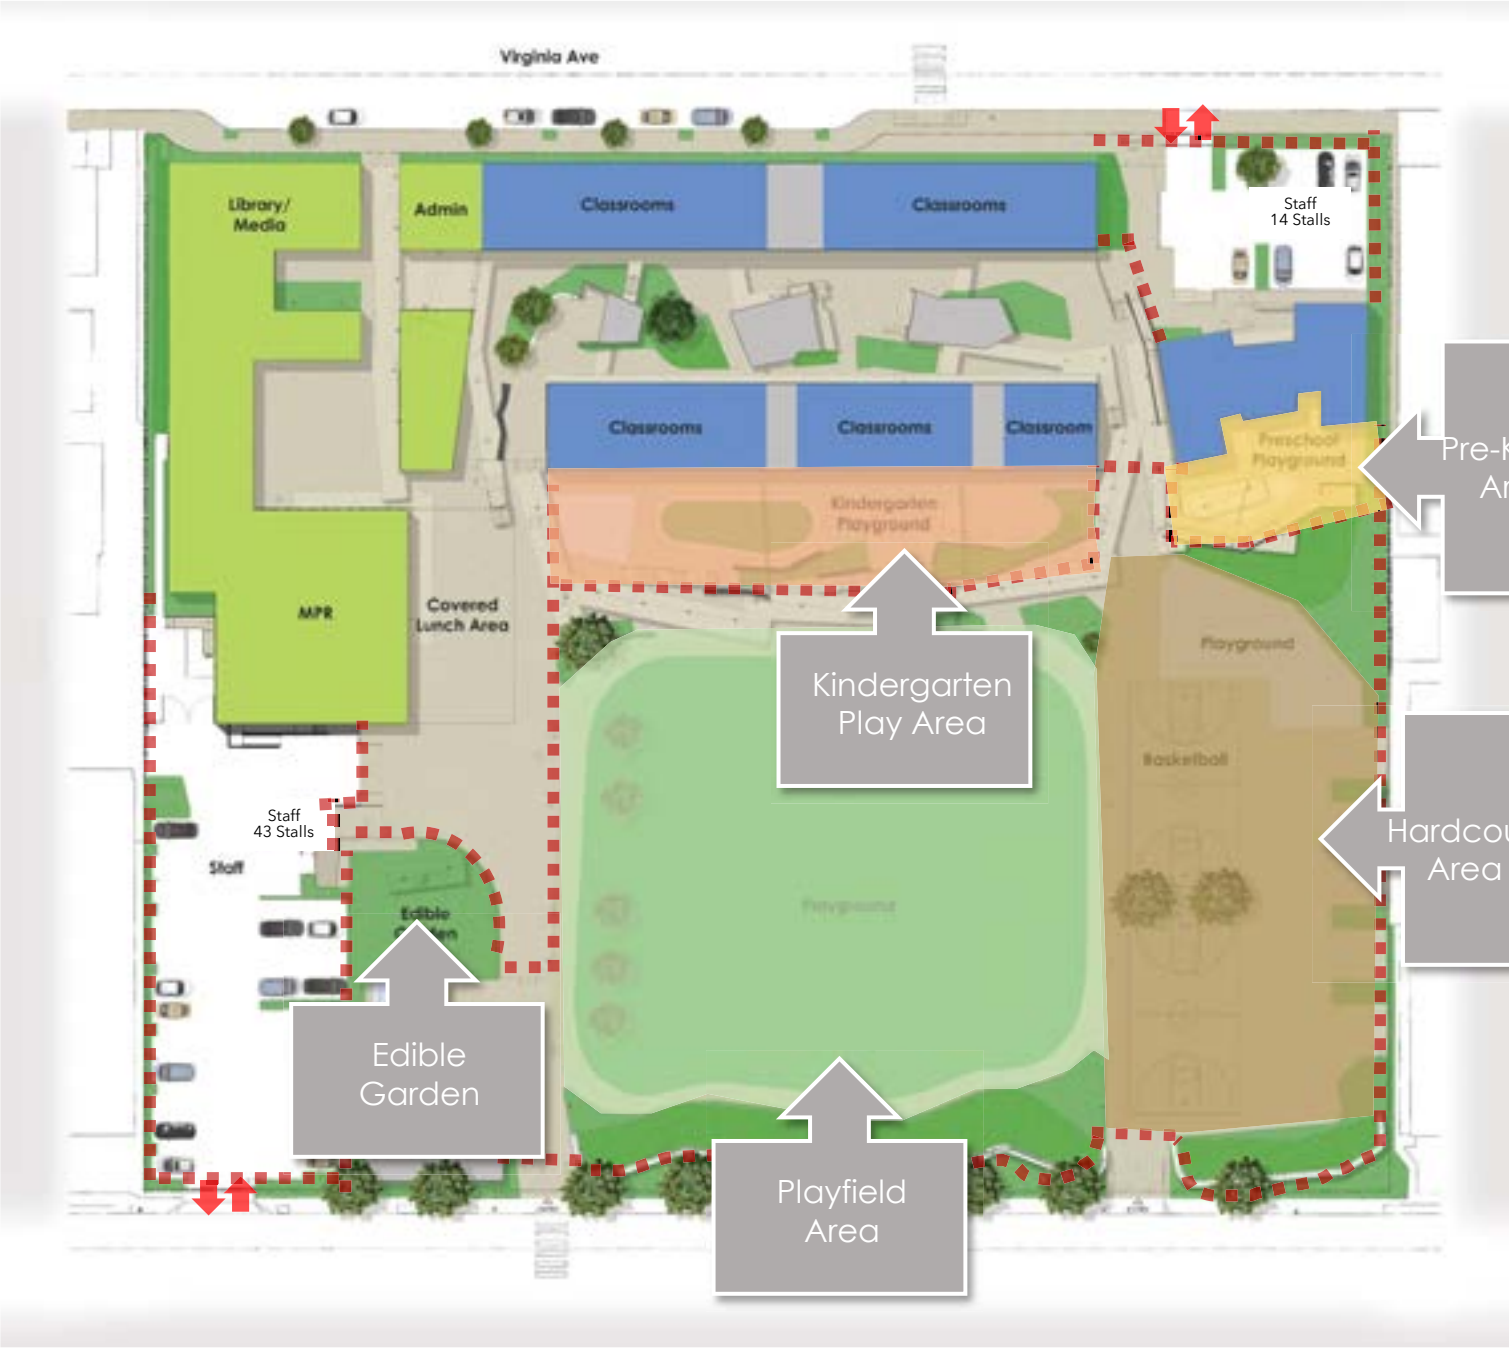 Virginia Ave
Library/
Media
Admin
Classrooms
Classrooms
Staff
14 Stalls
Classrooms
Classrooms
Classroom
Preschool
Playground
Pre-K
Kindergarten
Playground
MPR
Covered
Lunch Area
Playground
Kindergarten
Play Area
Basketball
Staff
43 Stalls
Staff
Hardcou
Area
Playground
Edible
Edible
Garden
Playfield
Area